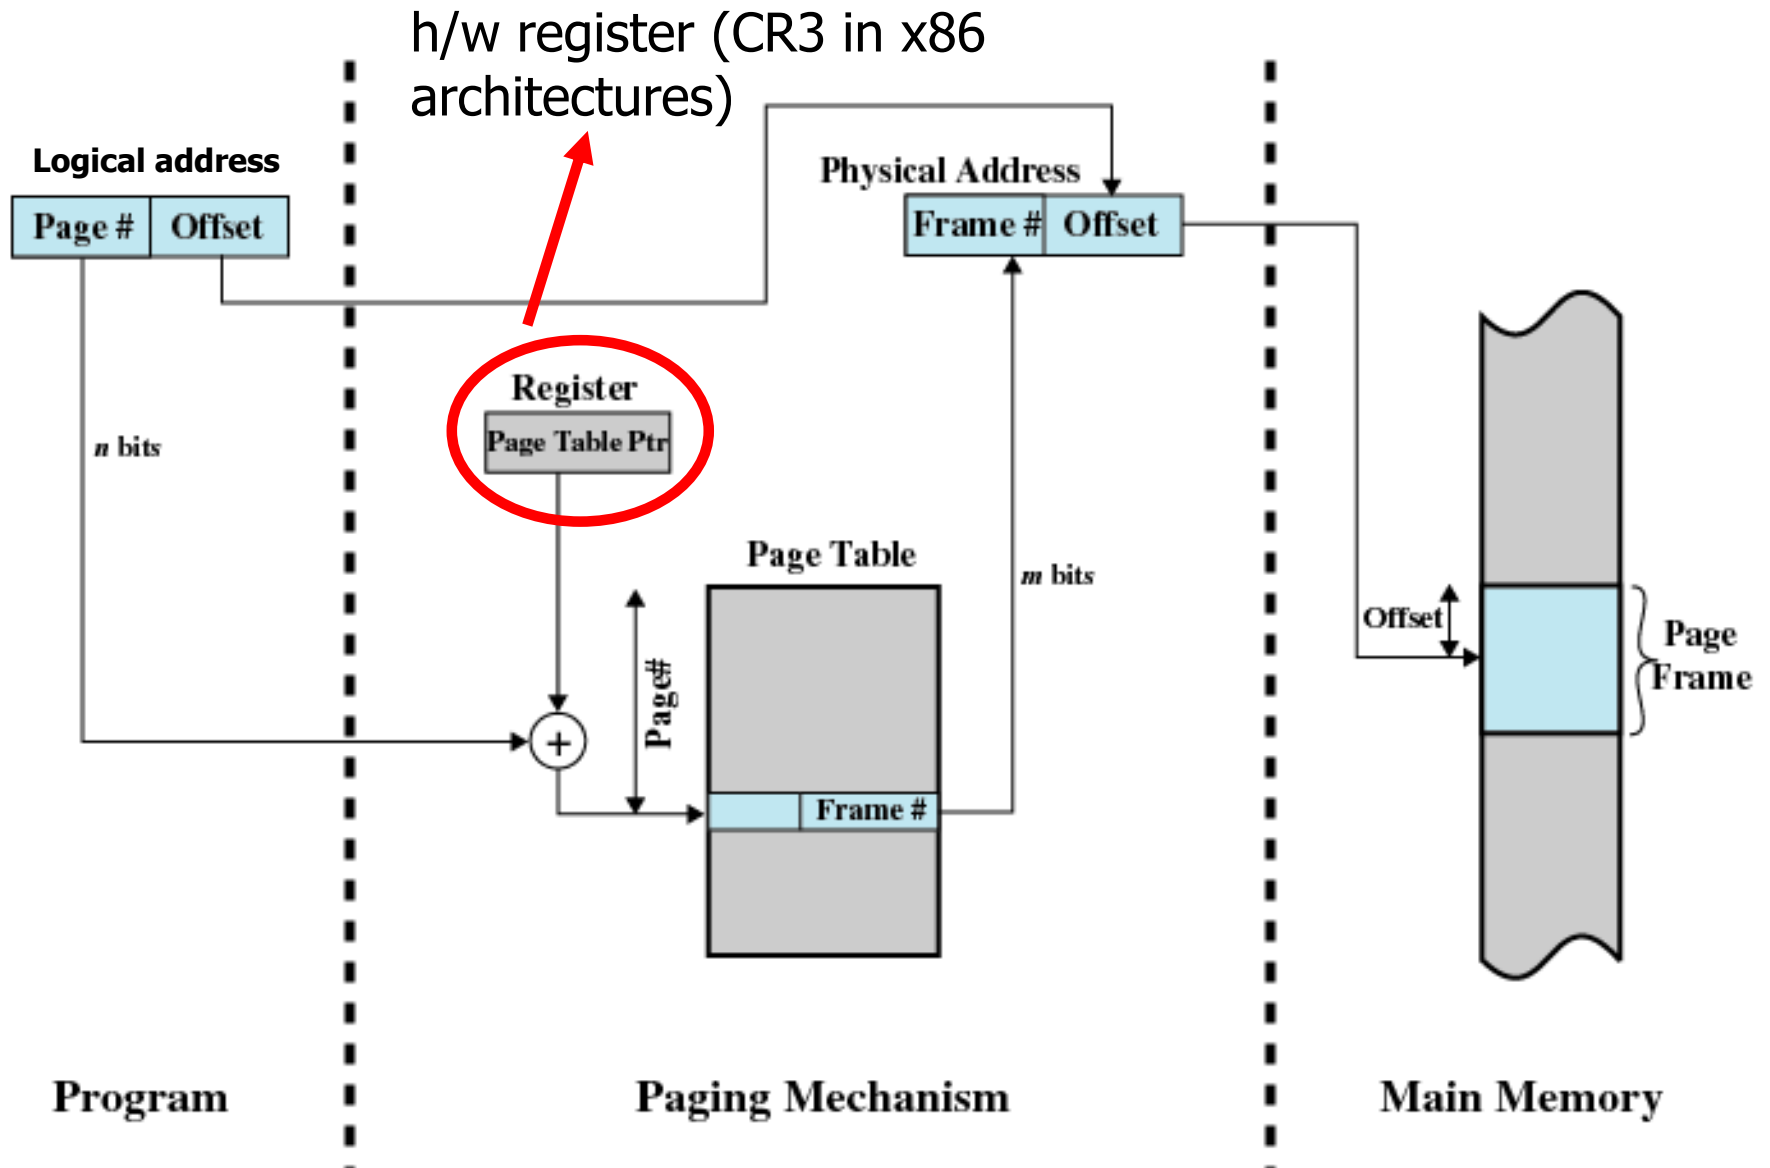 h/w register (CR3 in x86
architectures)
Logical address
Page # Offset
Physical Address
Frame # Offset
Register
Page Table Ptr
n bits
Page Table
m bits
Page#
+
Frame #
Offset
Page
Frame
Program
Paging Mechanism
Main Memory